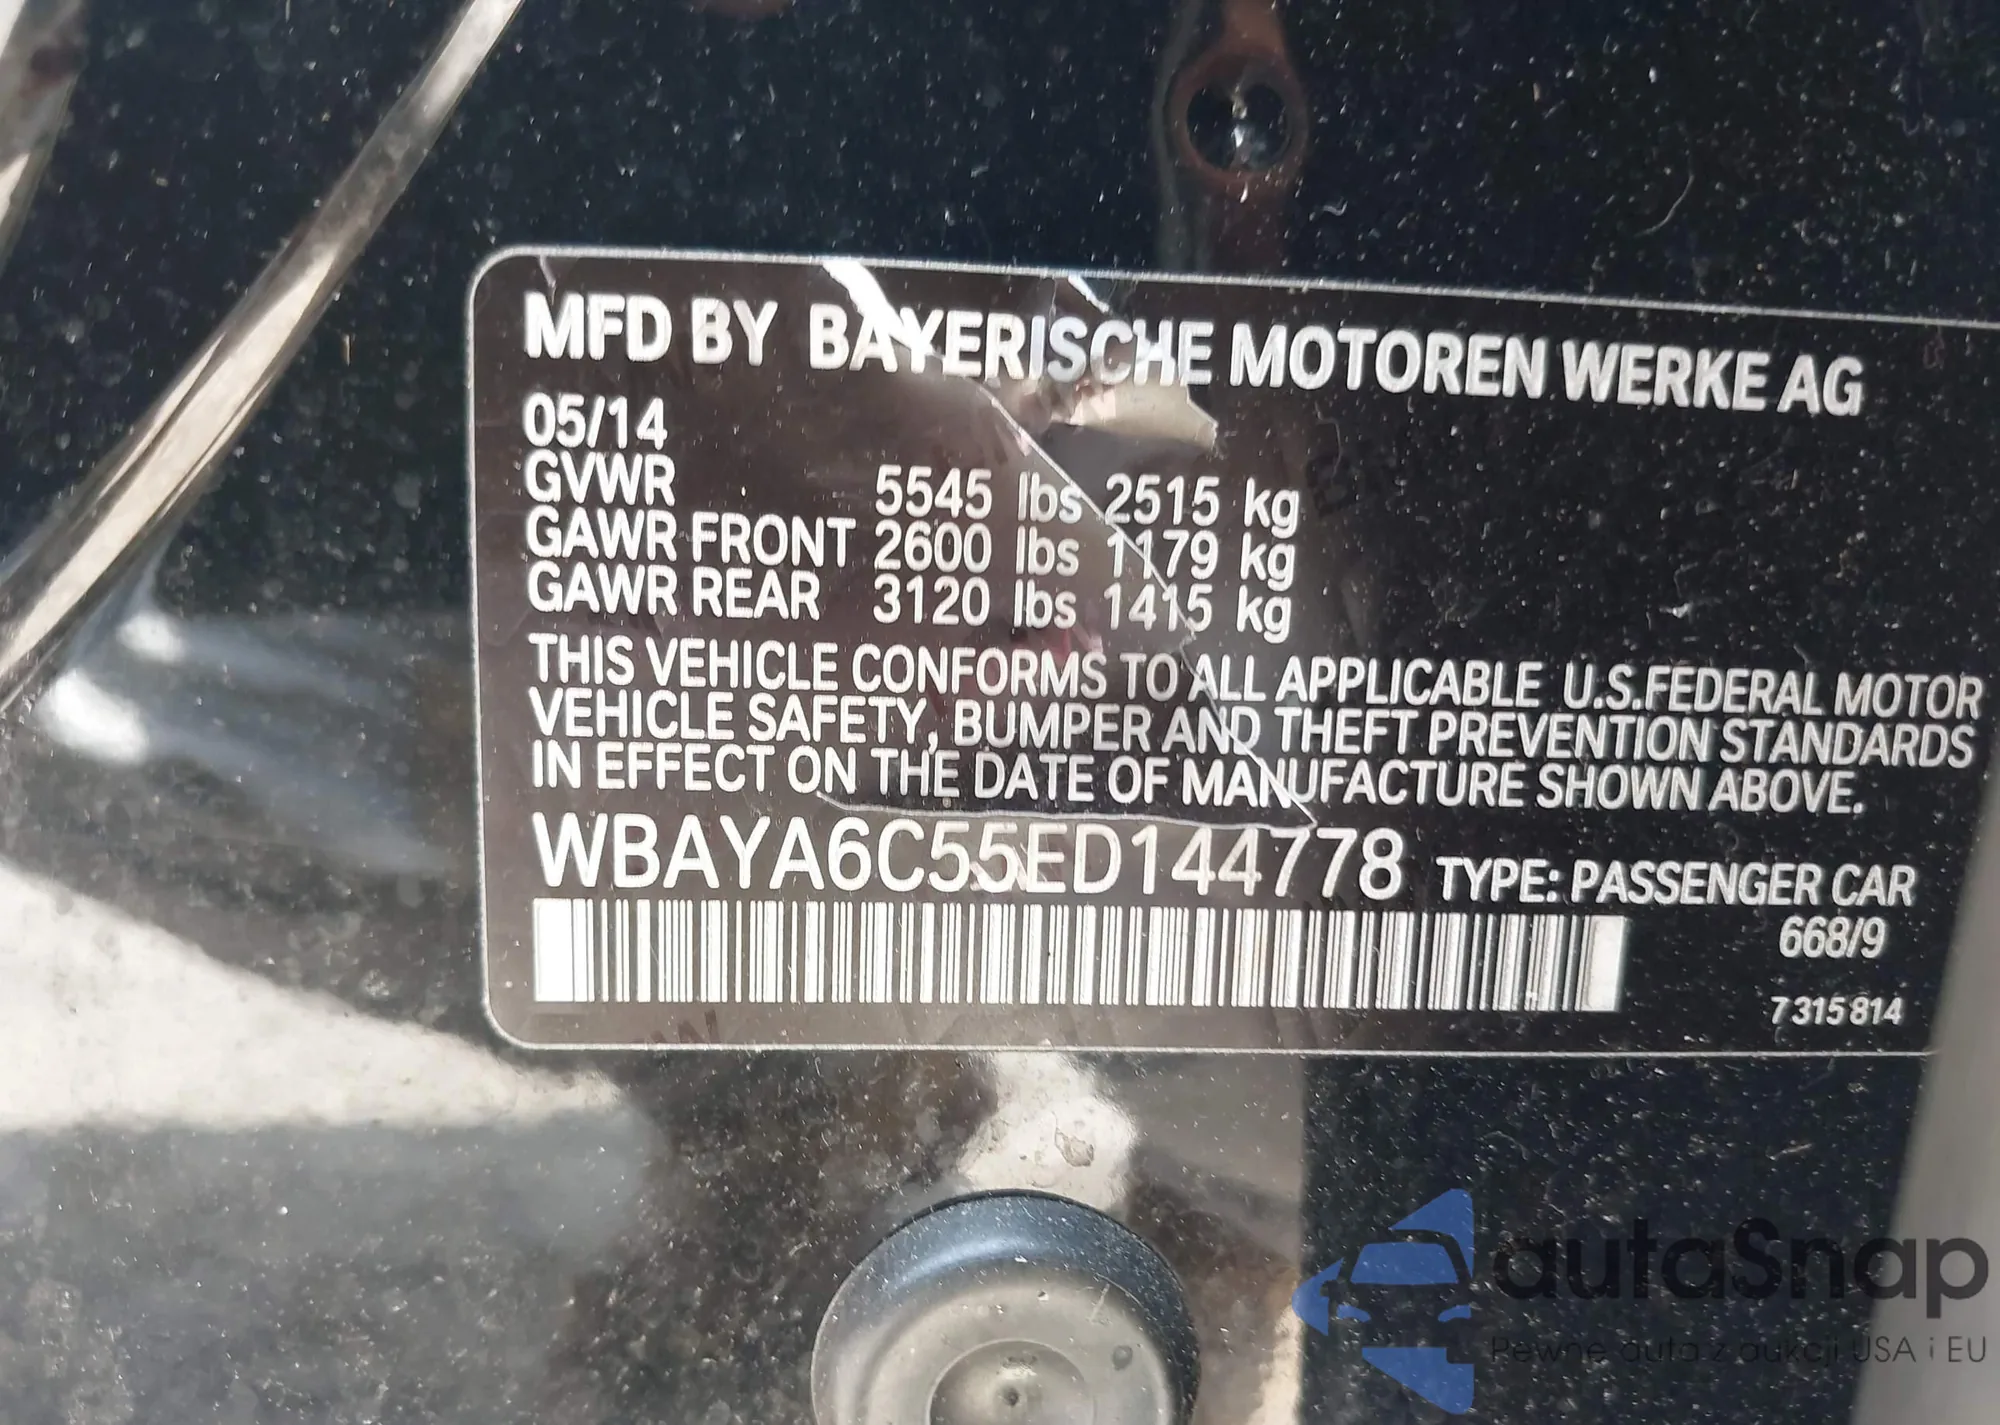 MFD BY BAYERISCHE MOTOREN WERKE AG
05/14
GVWR 5545 lbs 2515 kg
GAWR FRONT 2600 lbs 1179 kg
GAWR REAR 3120 lbs 1415 kg
THIS VEHICLE CONFORMS TO ALL APPLICABLE U.S.FEDERAL MOTOR
VEHICLE SAFETY, BUMPER AND THEFT PREVENTION STANDARDS
IN EFFECT ON THE DATE OF MANUFACTURE SHOWN ABOVE.
WBAYA6C55ED144778 TYPE: PASSENGER CAR
668/9
7315814
autaSnap
Pewne auta z aukcji USA i EU